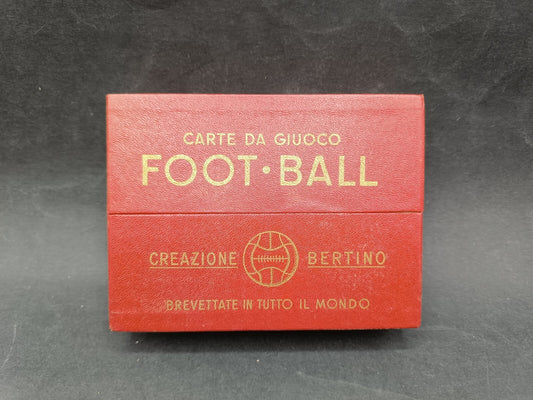 CARTE DA GIUOCO
FOOT·BALL
CREAZIONE BERTINO
BREVETTATE IN TUTTO IL MONDO